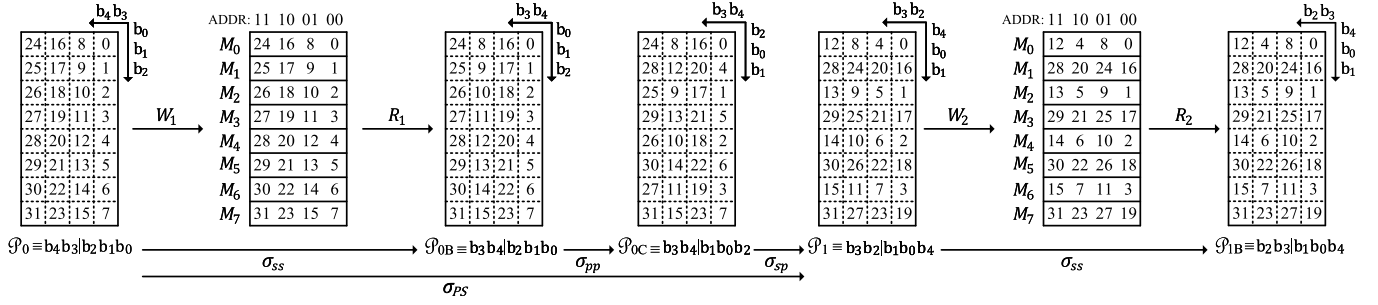 b₄b₃ ADDR: 11 10 01 00 b₃b₄ b₃b₄ b₃b₂ ADDR: 11 10 01 00 b₂b₃
b₀ b₀ b₂ b₄ b₄
b₁ b₁ b₀ b₀ b₀
b₂ b₂ b₁ b₁ b₁
24 16 8 0 M₀ 24 16 8 0 24 8 16 0 24 8 16 0 12 8 4 0 M₀ 12 4 8 0 12 4 8 0
25 17 9 1 M₁ 25 17 9 1 25 9 17 1 28 12 20 4 28 24 20 16 M₁ 28 20 24 16 28 20 24 16
26 18 10 2 M₂ 26 18 10 2 26 10 18 2 25 9 17 1 13 9 5 1 M₂ 13 5 9 1 13 5 9 1
27 19 11 3 M₃ 27 19 11 3 27 11 19 3 29 13 21 5 29 25 21 17 M₃ 29 21 25 17 29 21 25 17
W₁ R₁ W₂ R₂
28 20 12 4 M₄ 28 20 12 4 28 12 20 4 26 10 18 2 14 10 6 2 M₄ 14 6 10 2 14 6 10 2
29 21 13 5 M₅ 29 21 13 5 29 13 21 5 30 14 22 6 30 26 22 18 M₅ 30 22 26 18 30 22 26 18
30 22 14 6 M₆ 30 22 14 6 30 14 22 6 27 11 19 3 15 11 7 3 M₆ 15 7 11 3 15 7 11 3
31 23 15 7 M₇ 31 23 15 7 31 15 23 7 31 15 23 7 31 27 23 19 M₇ 31 23 27 19 31 23 27 19
𝒫₀ ≡ b₄b₃|b₂b₁b₀ 𝒫₀B ≡ b₃b₄|b₂b₁b₀ 𝒫₀C ≡ b₃b₄|b₁b₀b₂ 𝒫₁ ≡ b₃b₂|b₁b₀b₄ 𝒫₁B ≡ b₂b₃|b₁b₀b₄
σss σpp σsp σss
σPS